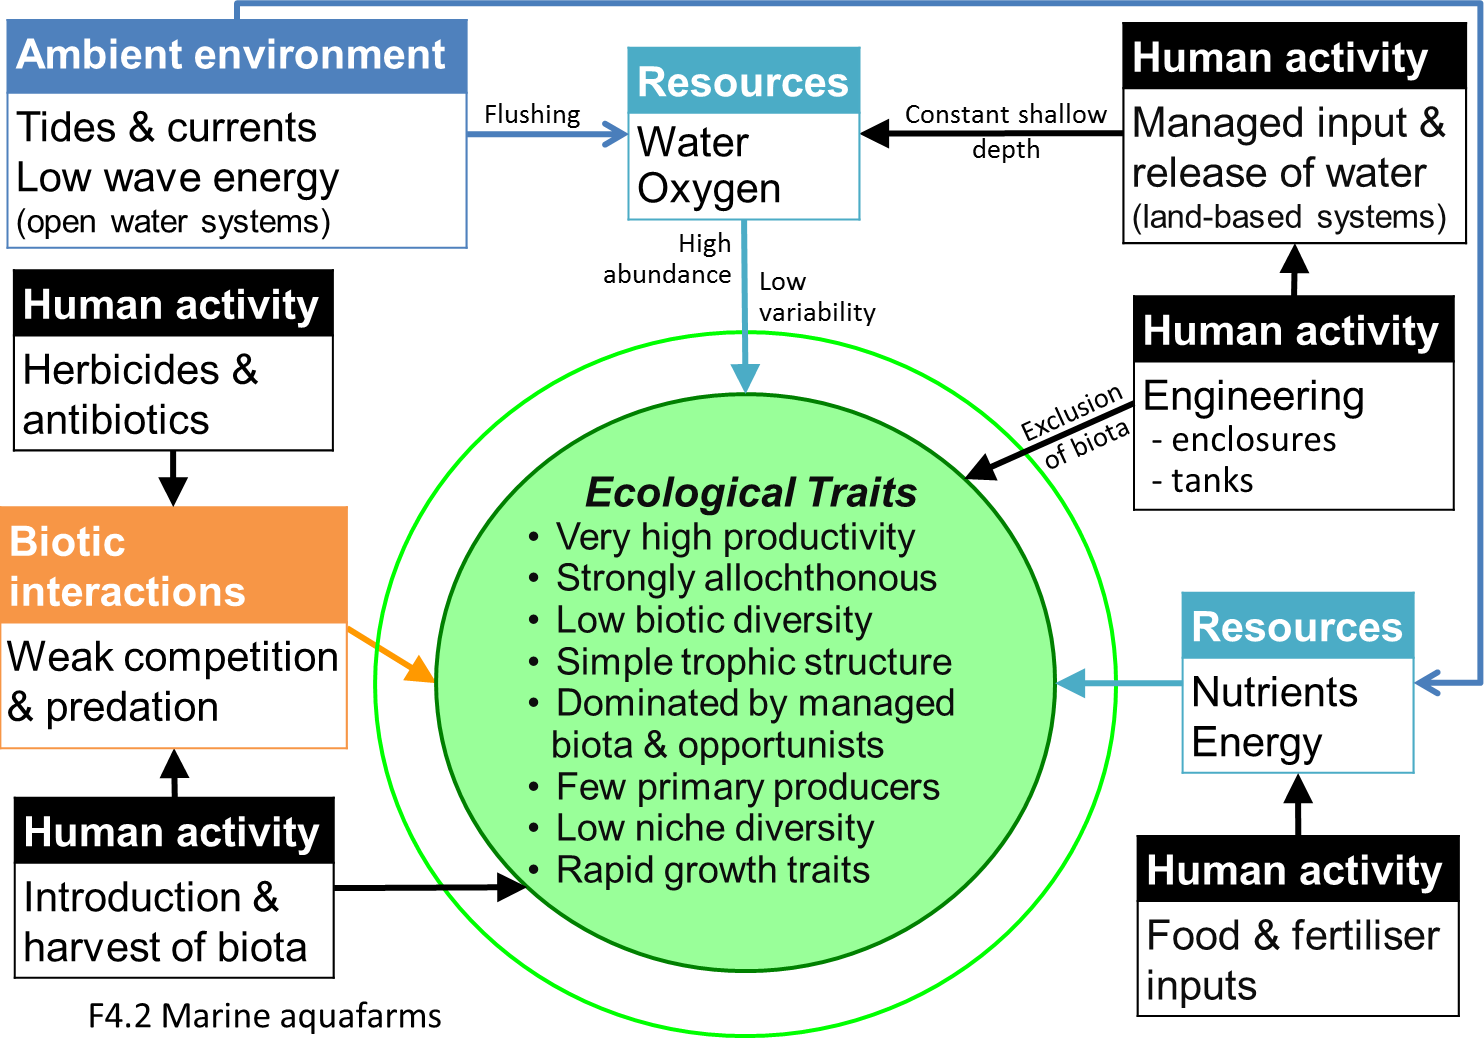 Ambient environment
Tides & currents
Low wave energy
(open water systems)
Flushing
Resources
Water
Oxygen
Constant shallow
depth
Human activity
Managed input &
release of water
(land-based systems)
High
abundance
Low
variability
Human activity
Herbicides &
antibiotics
Human activity
Engineering
- enclosures
- tanks
Exclusion
of biota
Biotic
interactions
Weak competition
& predation
Ecological Traits
• Very high productivity
• Strongly allochthonous
• Low biotic diversity
• Simple trophic structure
• Dominated by managed
biota & opportunists
• Few primary producers
• Low niche diversity
• Rapid growth traits
Resources
Nutrients
Energy
Human activity
Introduction &
harvest of biota
Human activity
Food & fertiliser
inputs
F4.2 Marine aquafarms